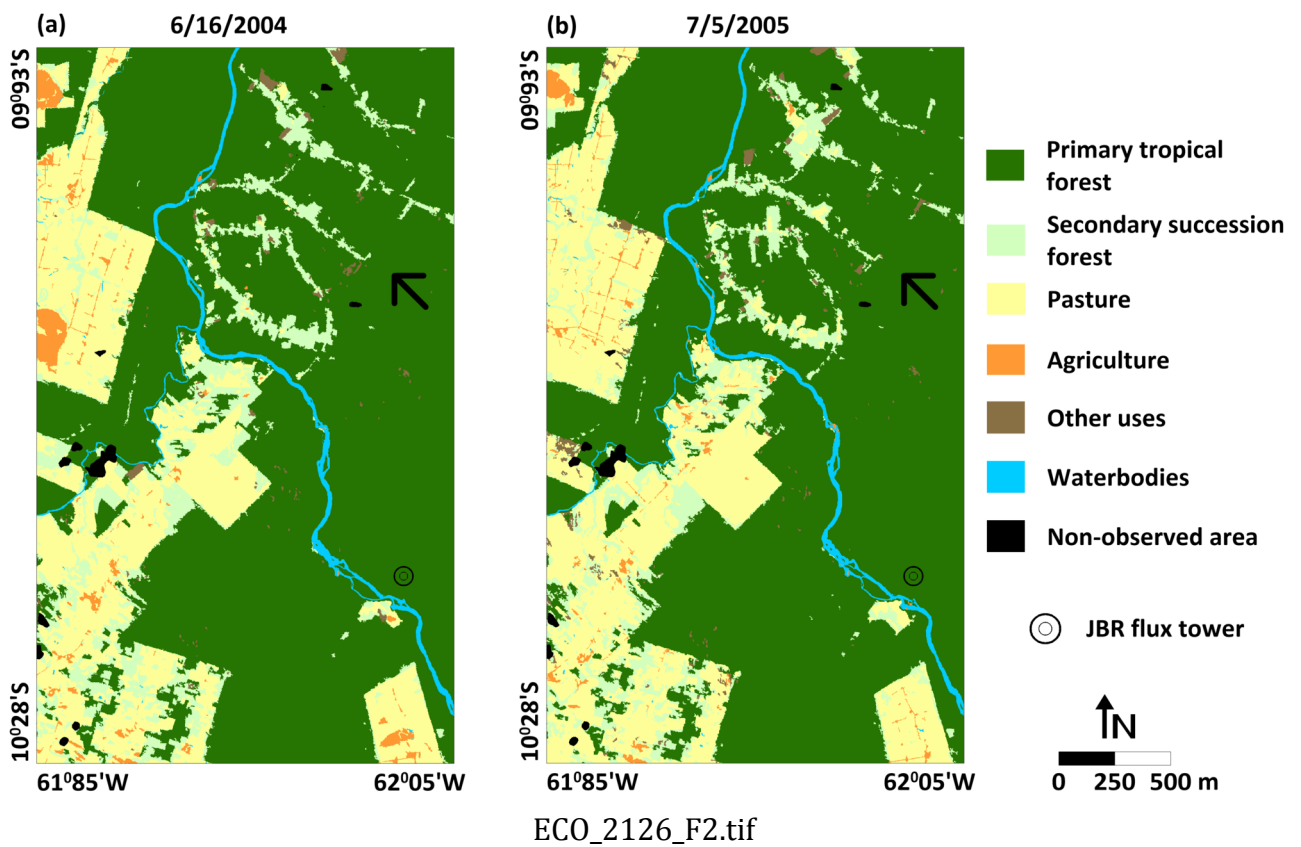 (a) 6/16/2004
(b) 7/5/2005
09⁰93'S
10⁰28'S
61⁰85'W
62⁰05'W
09⁰93'S
10⁰28'S
61⁰85'W
62⁰05'W
Primary tropical
forest
Secondary succession
forest
Pasture
Agriculture
Other uses
Waterbodies
Non-observed area
JBR flux tower
N
0 250 500 m
ECO_2126_F2.tif